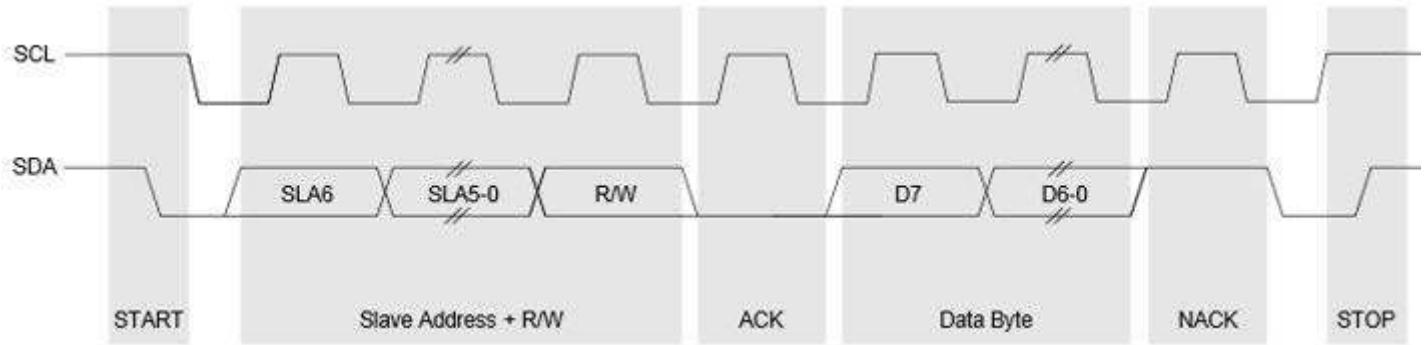 SCL
SDA
SLA6 SLA5-0 R/W D7 D6-0
START Slave Address + R/W ACK Data Byte NACK STOP